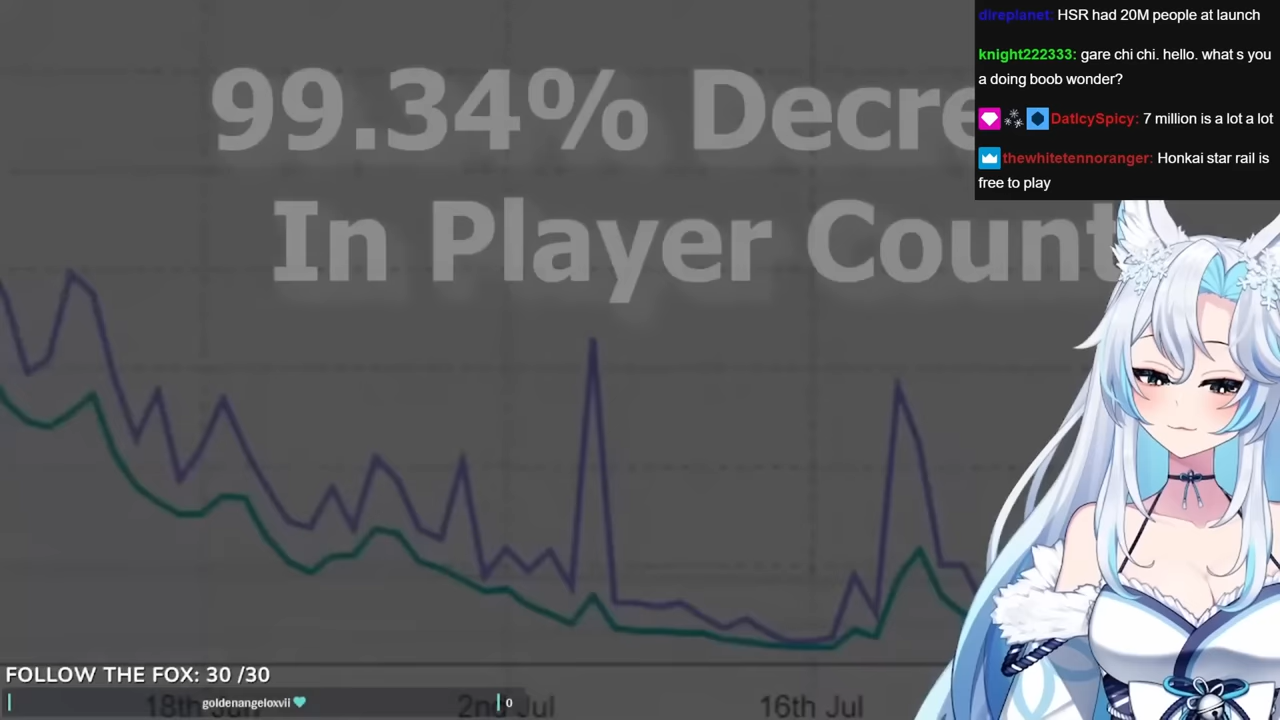 99.34% Decre
In Player Count
direplanet: HSR had 20M people at launch
knight222333: gare chi chi. hello. what s you
a doing boob wonder?
DatIcySpicy: 7 million is a lot a lot
thewhitetennoranger: Honkai star rail is
free to play
FOLLOW THE FOX: 30 /30
goldenangeloxvii 0
18th Jun 2nd Jul 16th Jul